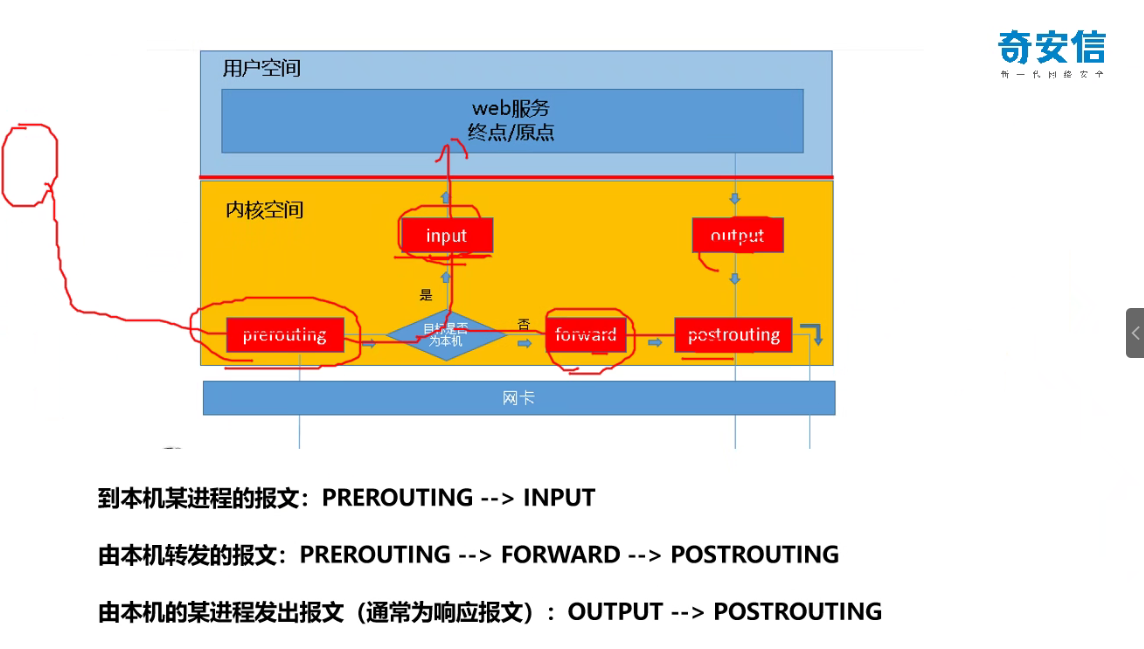 奇安信
新一代网络安全
用户空间
web服务
终点/原点
内核空间
input
output
是
prerouting
目标是否
为本机
否
forward
postrouting
网卡
到本机某进程的报文：PREROUTING --> INPUT
由本机转发的报文：PREROUTING --> FORWARD --> POSTROUTING
由本机的某进程发出报文（通常为响应报文）：OUTPUT --> POSTROUTING